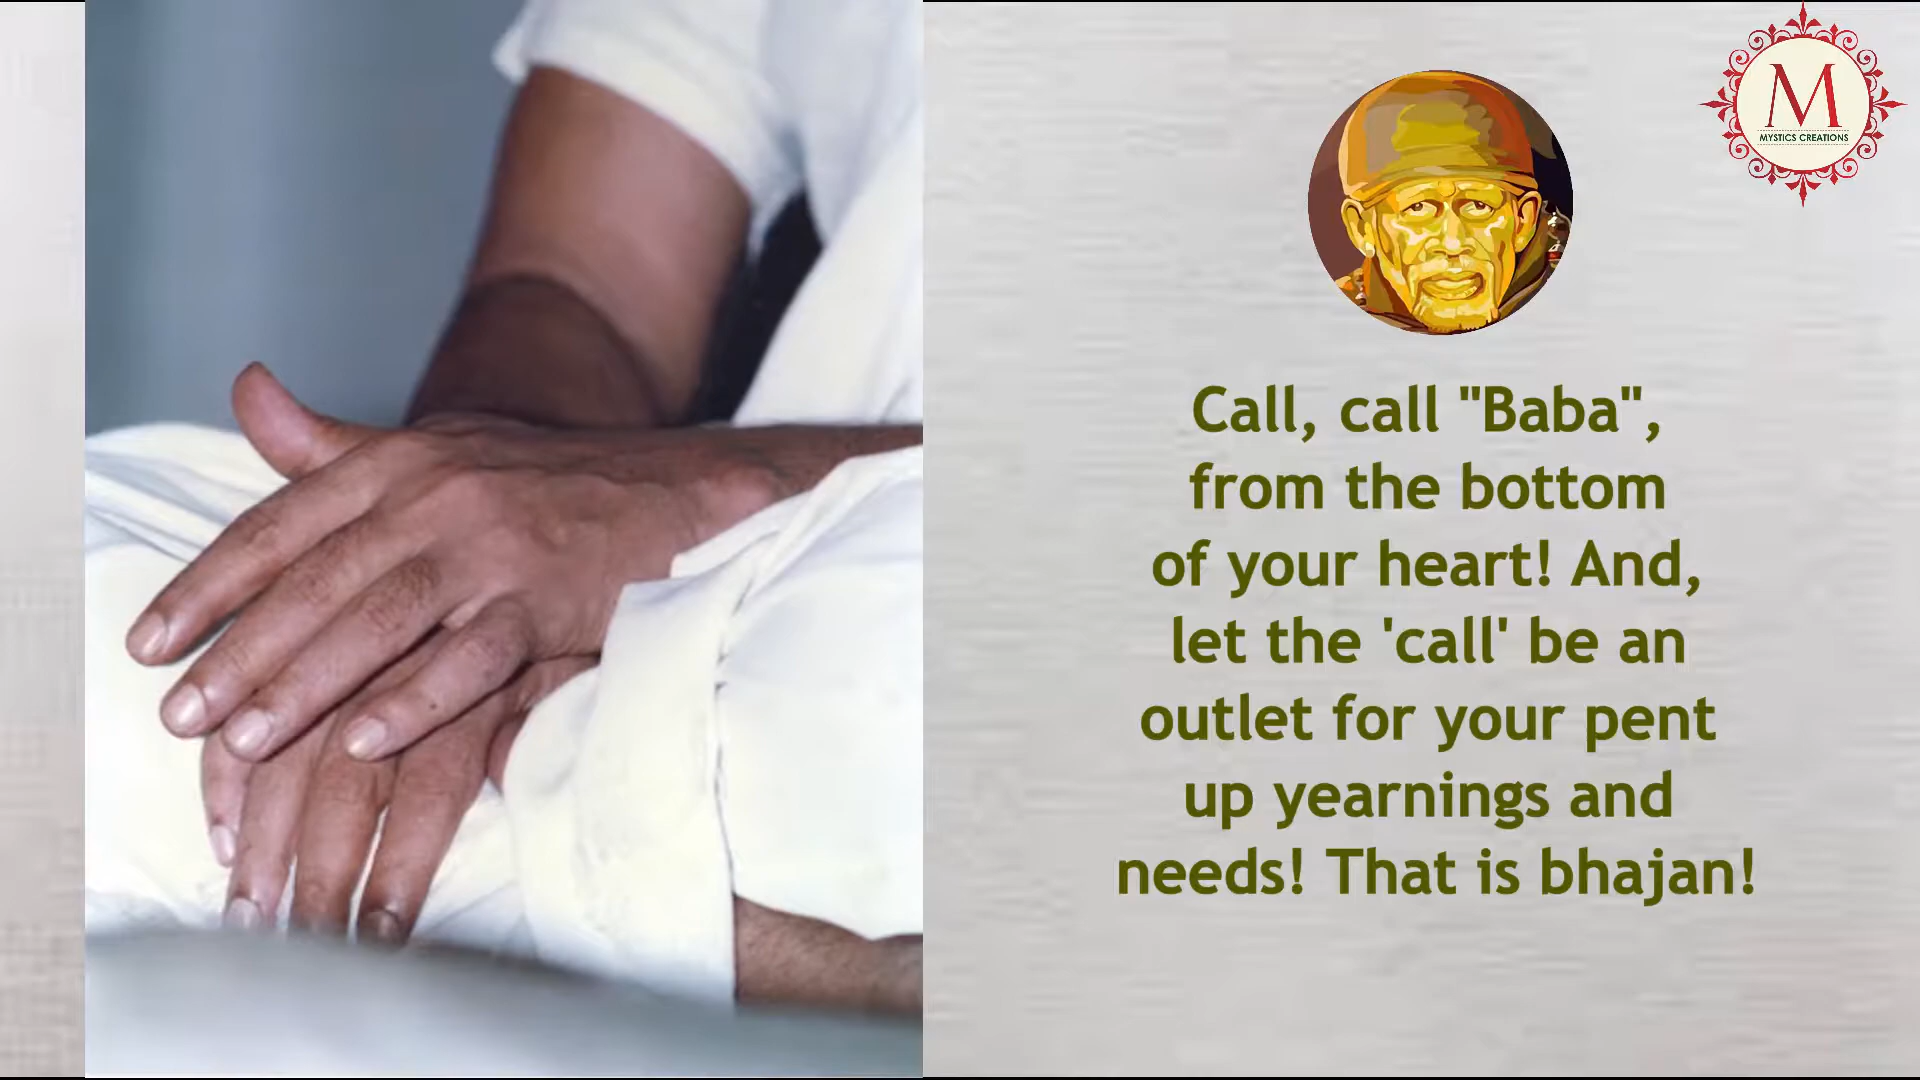 M
MYSTICS CREATIONS
Call, call "Baba",
from the bottom
of your heart! And,
let the 'call' be an
outlet for your pent
up yearnings and
needs! That is bhajan!